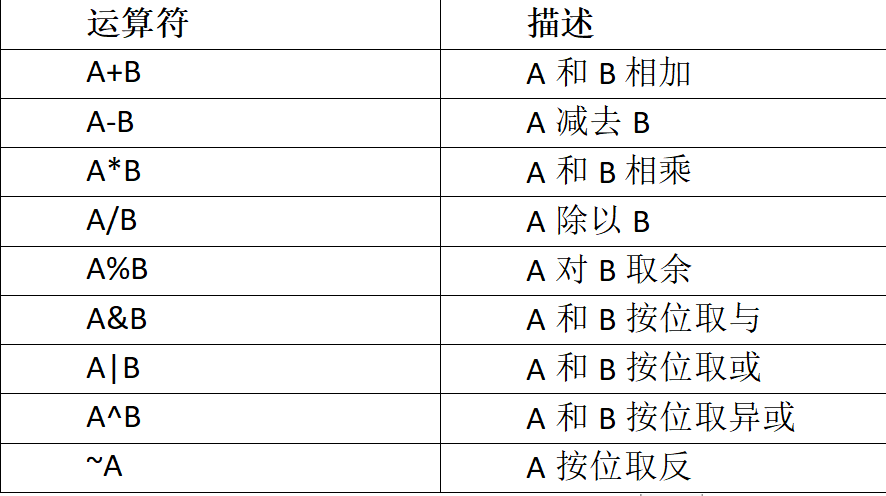 运算符 描述
A+B A 和 B 相加
A-B A 减去 B
A*B A 和 B 相乘
A/B A 除以 B
A%B A 对 B 取余
A&B A 和 B 按位取与
A|B A 和 B 按位取或
A^B A 和 B 按位取异或
~A A 按位取反